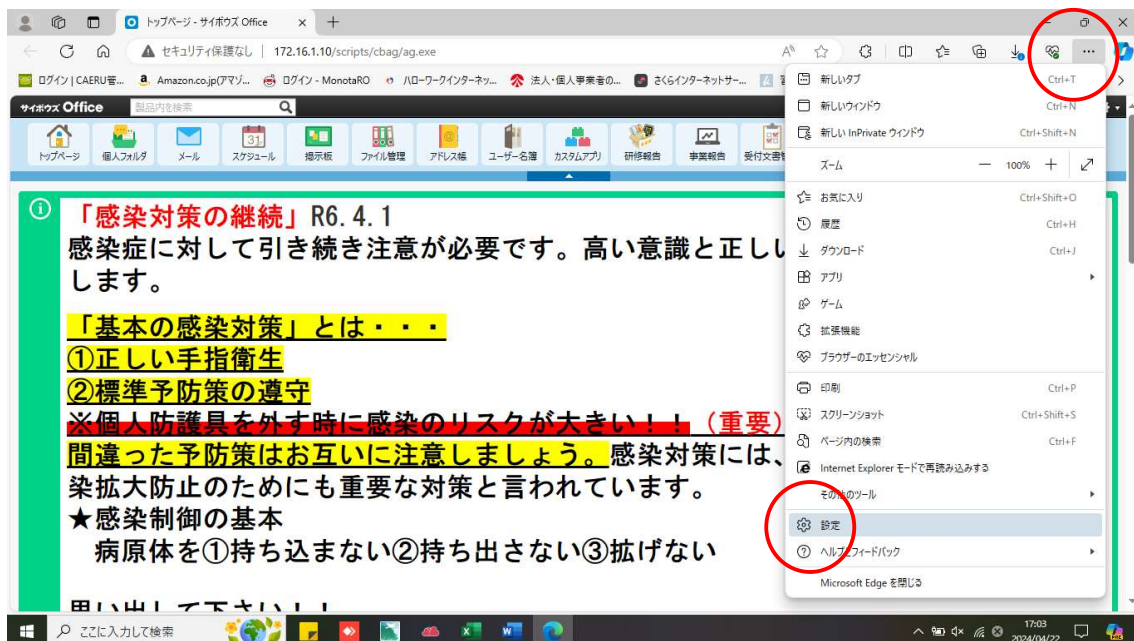 トップページ - サイボウズ Office
セキュリティ保護なし 172.16.1.10/scripts/cbag/ag.exe
ログイン | CAERU管...
Amazon.co.jp(アマゾ...
ログイン - MonotaRO
ハローワークインターネッ...
法人・個人事業者の...
さくらインターネットサー...
サイボウズ Office
製品内を検索
トップページ
個人フォルダ
メール
スケジュール
掲示板
ファイル管理
アドレス帳
ユーザー名簿
カスタムアプリ
研修報告
事業報告
受付文書
「感染対策の継続」R6.4.1
感染症に対して引き続き注意が必要です。高い意識と正しい
します。
「基本の感染対策」とは・・・
①正しい手指衛生
②標準予防策の遵守
※個人防護具を外す時に感染のリスクが大きい!!(重要)
間違った予防策はお互いに注意しましょう。感染対策には、
染拡大防止のためにも重要な対策と言われています。
★感染制御の基本
病原体を①持ち込まない②持ち出さない③拡げない
思い出して下さい!!
新しいタブ Ctrl+T
新しいウィンドウ Ctrl+N
新しい InPrivate ウィンドウ Ctrl+Shift+N
ズーム — 100% +
お気に入り Ctrl+Shift+O
履歴 Ctrl+H
ダウンロード Ctrl+J
アプリ
ゲーム
拡張機能
ブラウザーのエッセンシャル
印刷 Ctrl+P
スクリーンショット Ctrl+Shift+S
ページ内の検索 Ctrl+F
Internet Explorer モードで再読み込みする
その他のツール
設定
ヘルプとフィードバック
Microsoft Edge を閉じる
ここに入力して検索
17:03
2024/04/22